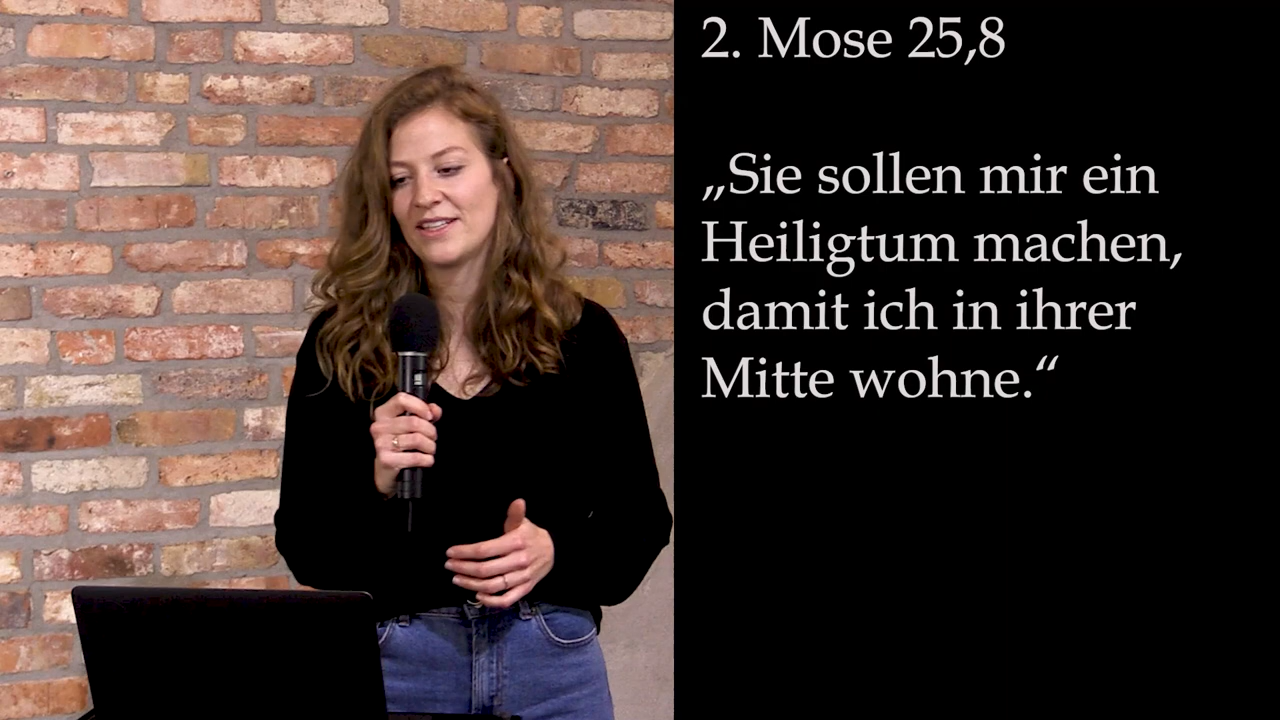 2. Mose 25,8
„Sie sollen mir ein
Heiligtum machen,
damit ich in ihrer
Mitte wohne.“